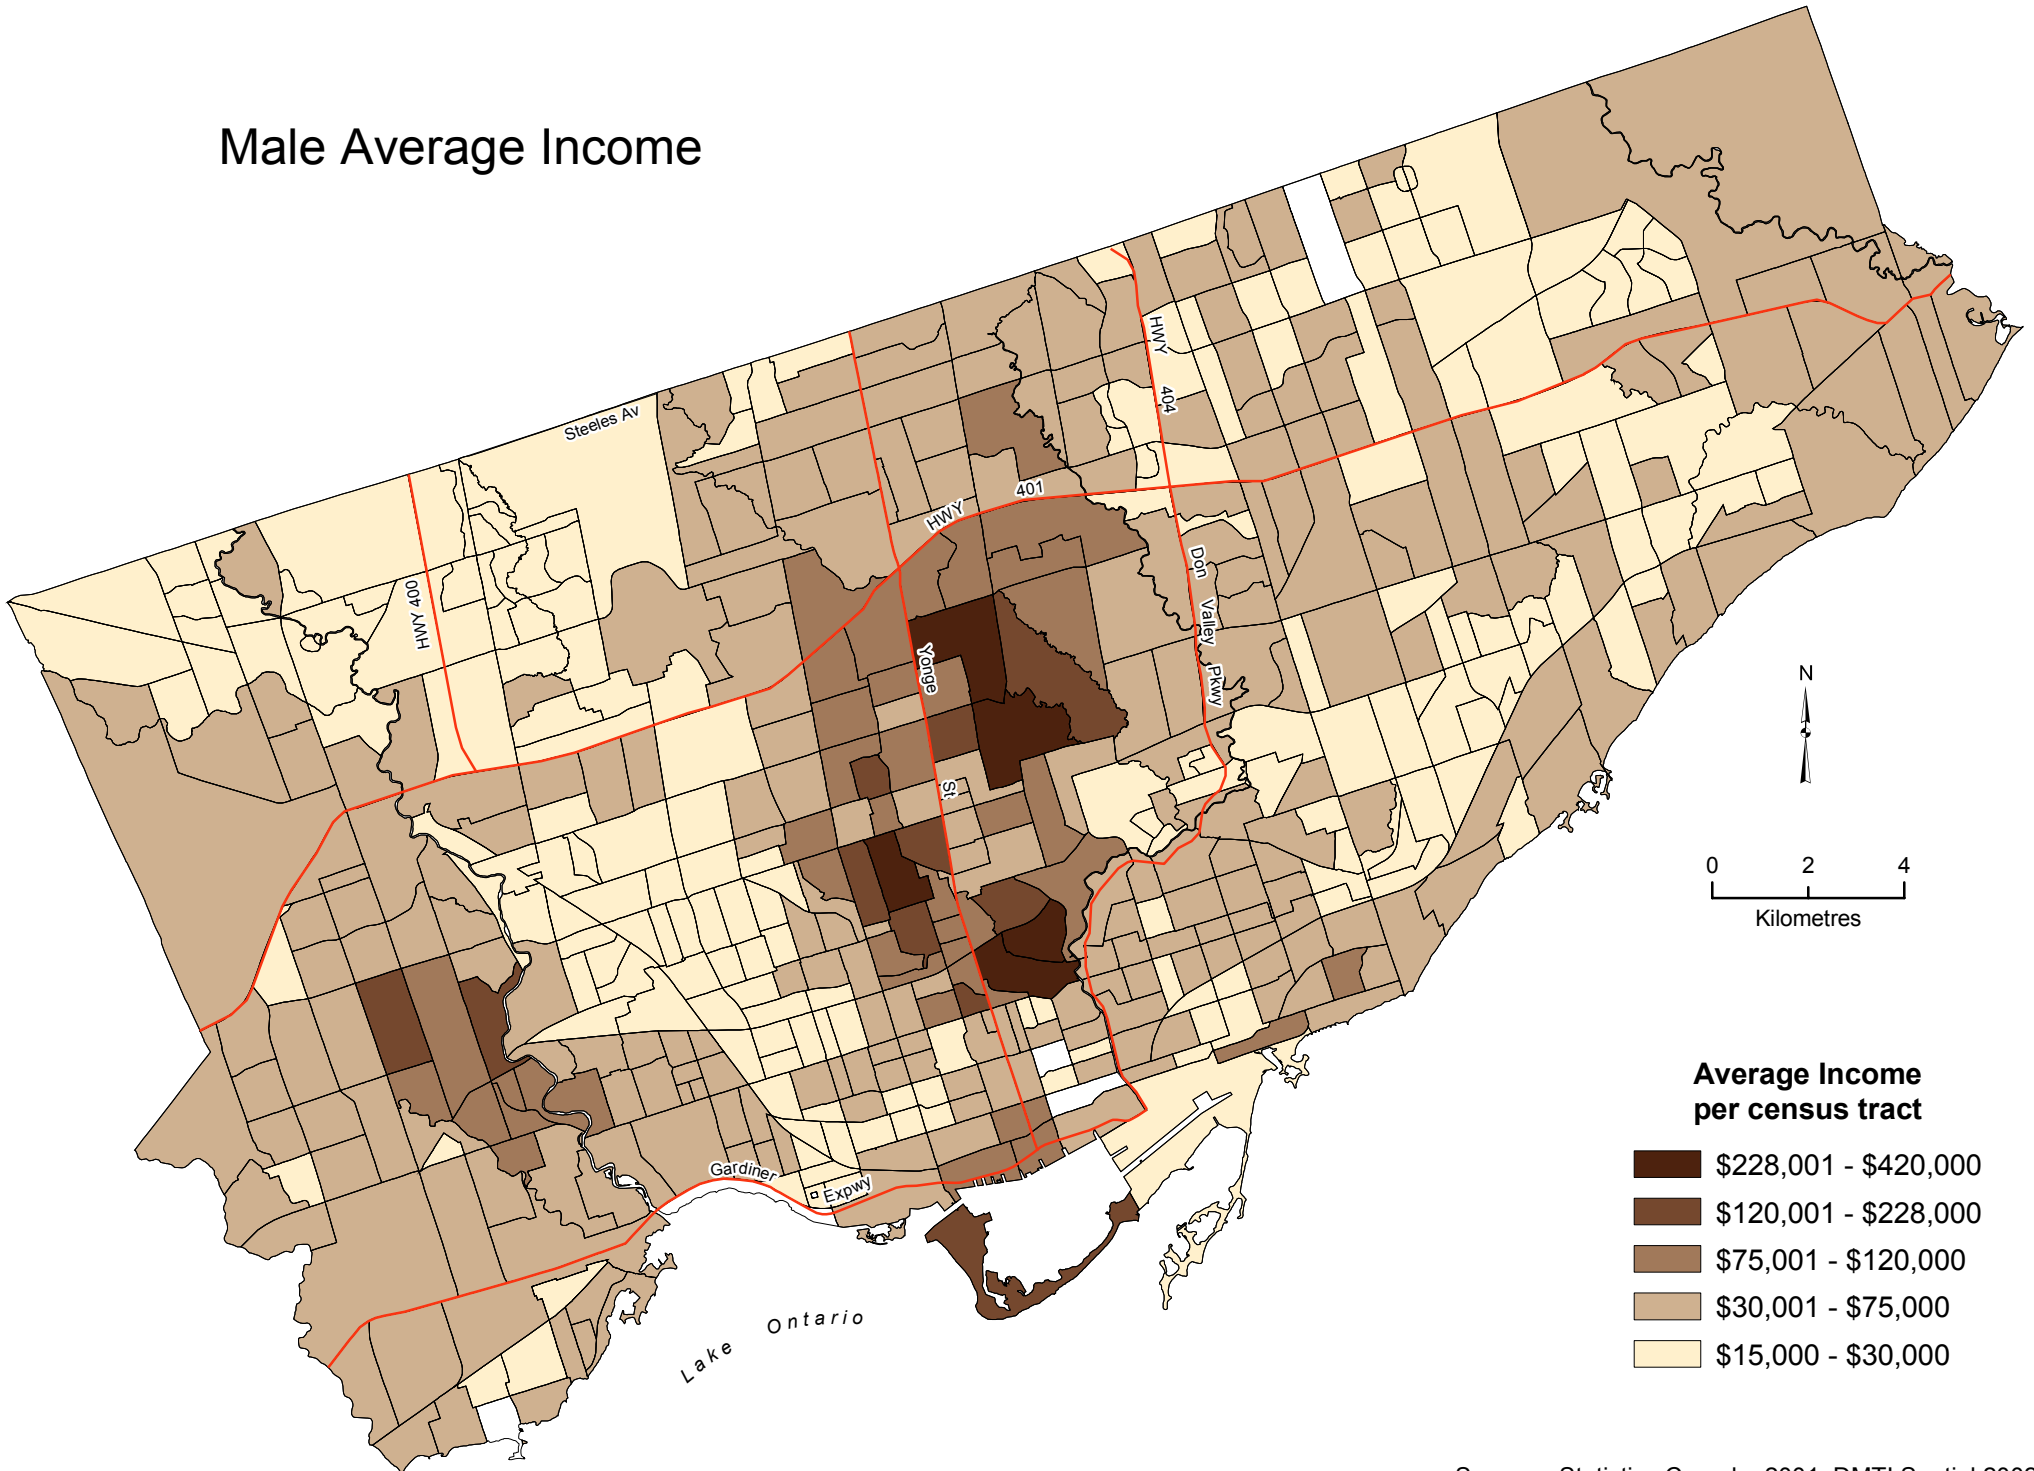 Male Average Income
Steeles Av
HWY
404
HWY
401
HWY 400
Don
Valley
Pkwy
Yonge
St
N
0 2 4
Kilometres
Gardiner
Expwy
Lake Ontario
Average Income
per census tract
$228,001 - $420,000
$120,001 - $228,000
$75,001 - $120,000
$30,001 - $75,000
$15,000 - $30,000